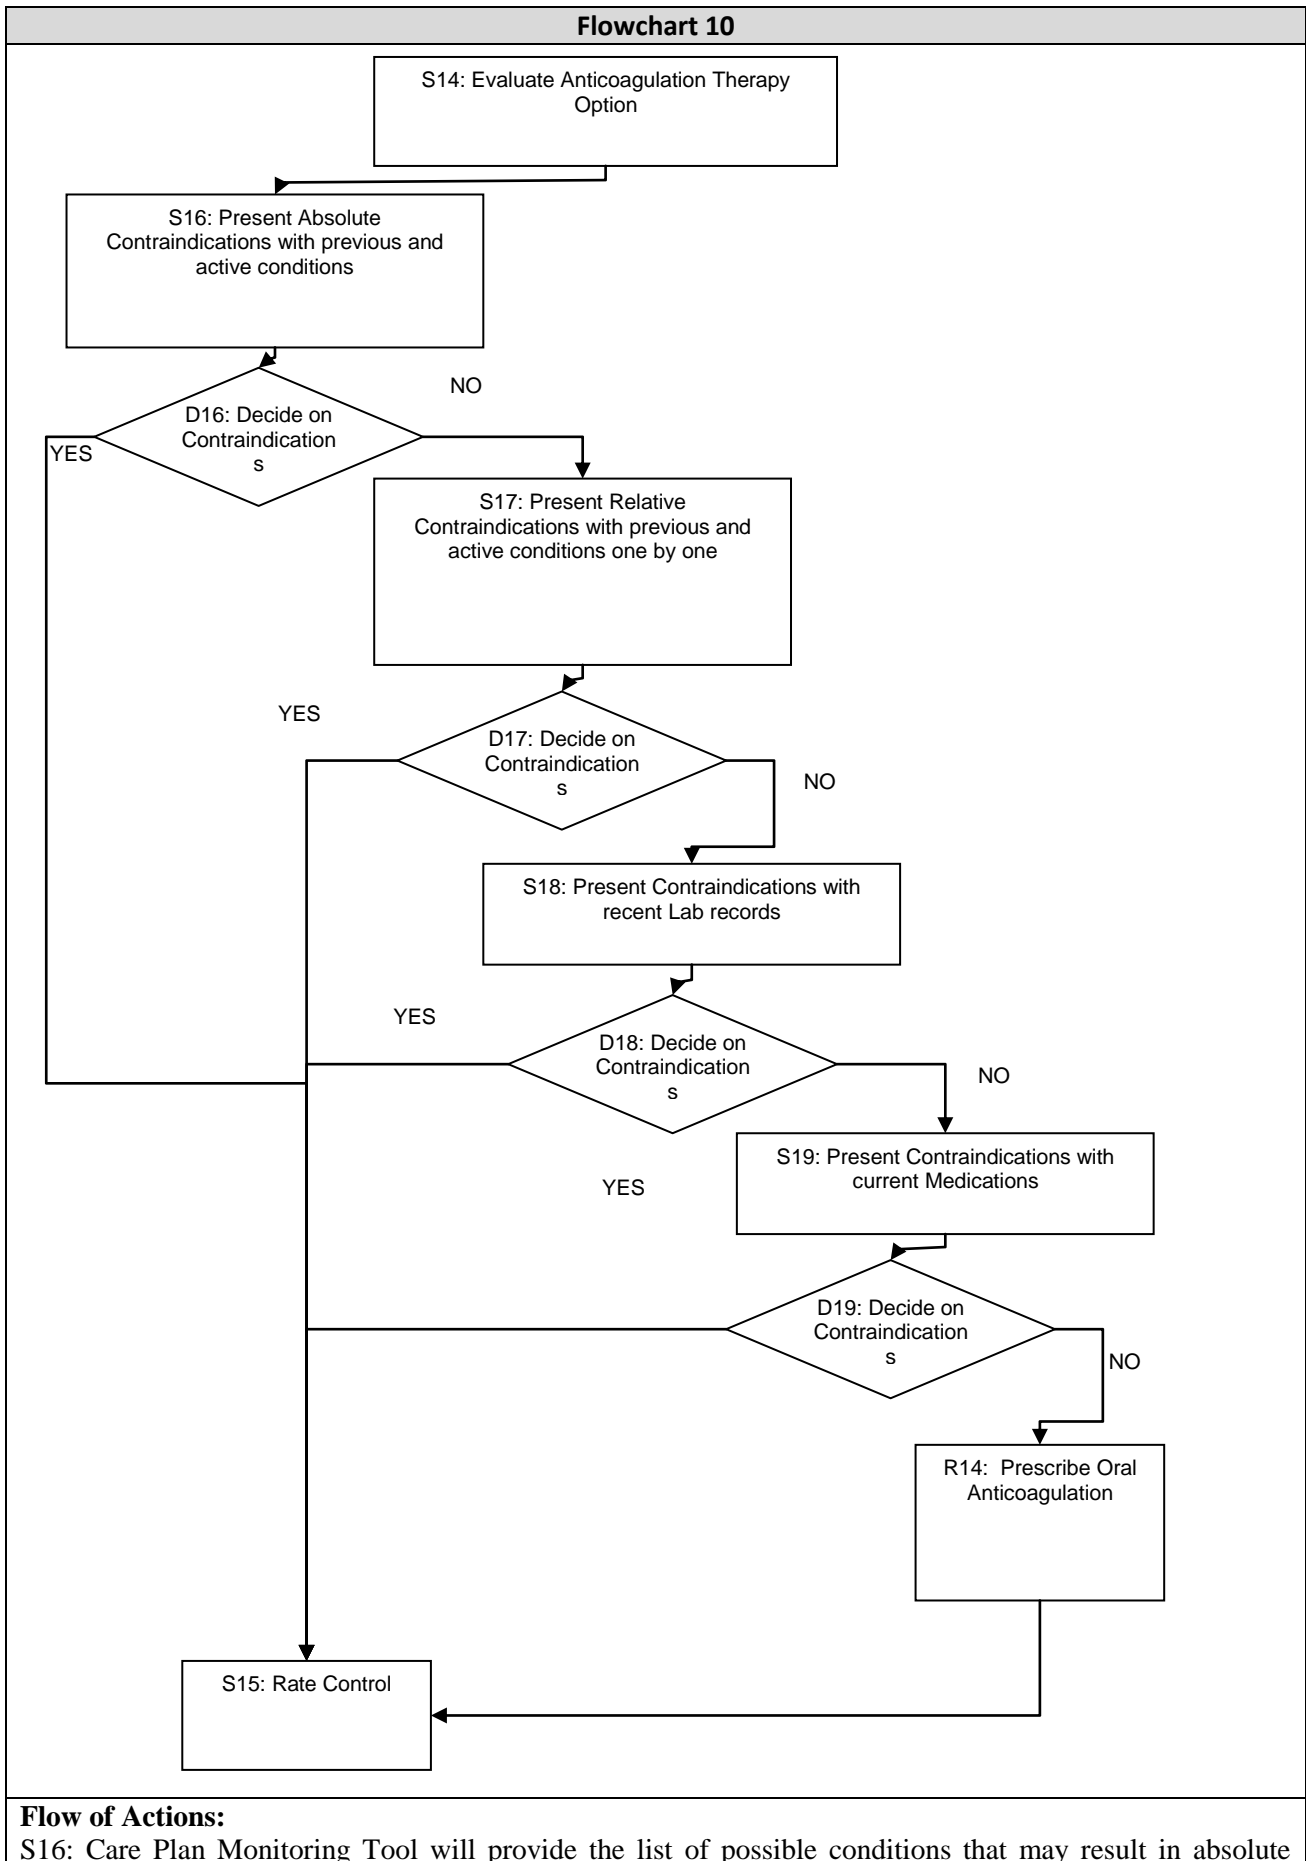 Flowchart 10
S14: Evaluate Anticoagulation Therapy
Option
S16: Present Absolute
Contraindications with previous and
active conditions
NO
D16: Decide on
Contraindication
s
YES
S17: Present Relative
Contraindications with previous and
active conditions one by one
YES
D17: Decide on
Contraindication
s
NO
S18: Present Contraindications with
recent Lab records
YES
D18: Decide on
Contraindication
s
NO
S19: Present Contraindications with
current Medications
YES
D19: Decide on
Contraindication
s
NO
R14: Prescribe Oral
Anticoagulation
S15: Rate Control
Flow of Actions:
S16: Care Plan Monitoring Tool will provide the list of possible conditions that may result in absolute